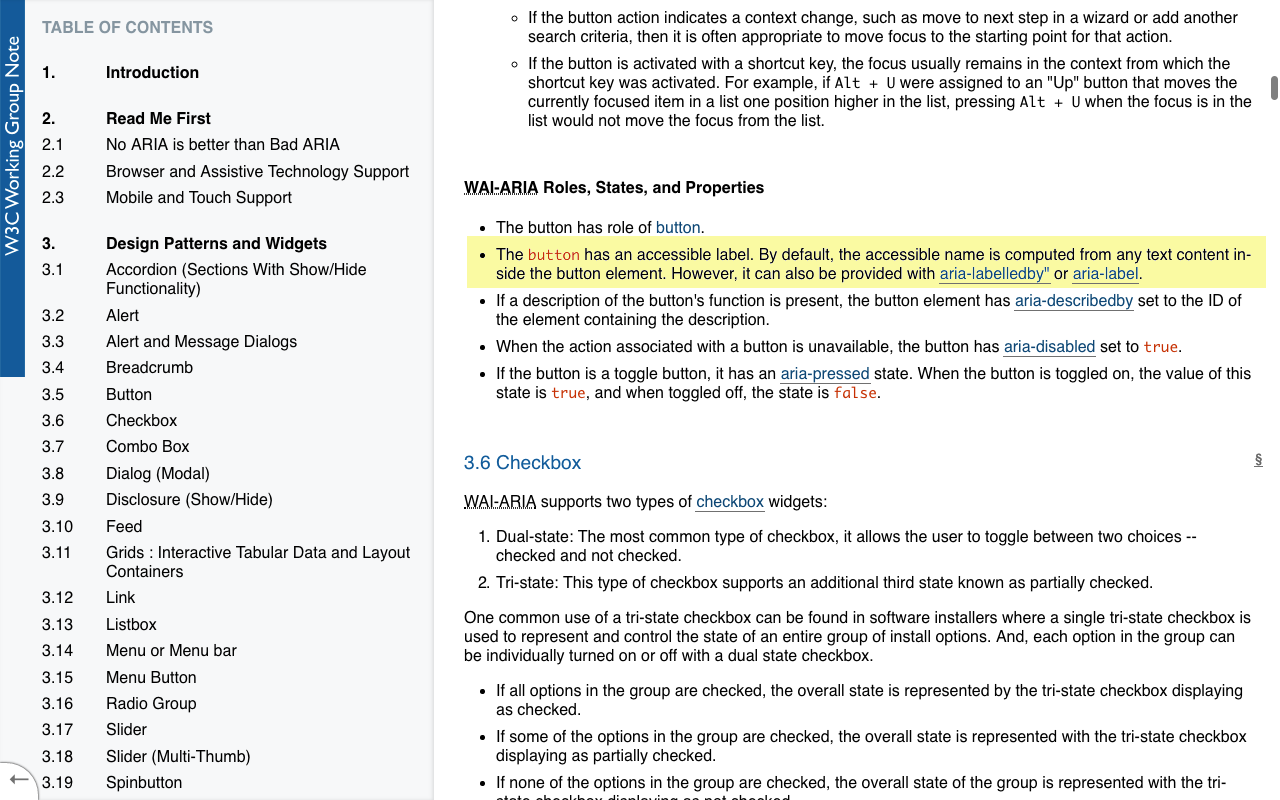 W3C Working Group Note
TABLE OF CONTENTS
1. Introduction
2. Read Me First
2.1 No ARIA is better than Bad ARIA
2.2 Browser and Assistive Technology Support
2.3 Mobile and Touch Support
3. Design Patterns and Widgets
3.1 Accordion (Sections With Show/Hide
Functionality)
3.2 Alert
3.3 Alert and Message Dialogs
3.4 Breadcrumb
3.5 Button
3.6 Checkbox
3.7 Combo Box
3.8 Dialog (Modal)
3.9 Disclosure (Show/Hide)
3.10 Feed
3.11 Grids : Interactive Tabular Data and Layout
Containers
3.12 Link
3.13 Listbox
3.14 Menu or Menu bar
3.15 Menu Button
3.16 Radio Group
3.17 Slider
3.18 Slider (Multi-Thumb)
3.19 Spinbutton
If the button action indicates a context change, such as move to next step in a wizard or add another
search criteria, then it is often appropriate to move focus to the starting point for that action.
If the button is activated with a shortcut key, the focus usually remains in the context from which the
shortcut key was activated. For example, if Alt + U were assigned to an "Up" button that moves the
currently focused item in a list one position higher in the list, pressing Alt + U when the focus is in the
list would not move the focus from the list.
WAI-ARIA Roles, States, and Properties
The button has role of button.
The button has an accessible label. By default, the accessible name is computed from any text content in-
side the button element. However, it can also be provided with aria-labelledby" or aria-label.
If a description of the button's function is present, the button element has aria-describedby set to the ID of
the element containing the description.
When the action associated with a button is unavailable, the button has aria-disabled set to true.
If the button is a toggle button, it has an aria-pressed state. When the button is toggled on, the value of this
state is true, and when toggled off, the state is false.
3.6 Checkbox §
WAI-ARIA supports two types of checkbox widgets:
1. Dual-state: The most common type of checkbox, it allows the user to toggle between two choices --
checked and not checked.
2. Tri-state: This type of checkbox supports an additional third state known as partially checked.
One common use of a tri-state checkbox can be found in software installers where a single tri-state checkbox is
used to represent and control the state of an entire group of install options. And, each option in the group can
be individually turned on or off with a dual state checkbox.
If all options in the group are checked, the overall state is represented by the tri-state checkbox displaying
as checked.
If some of the options in the group are checked, the overall state is represented with the tri-state checkbox
displaying as partially checked.
If none of the options in the group are checked, the overall state of the group is represented with the tri-
state checkbox displaying as not checked.